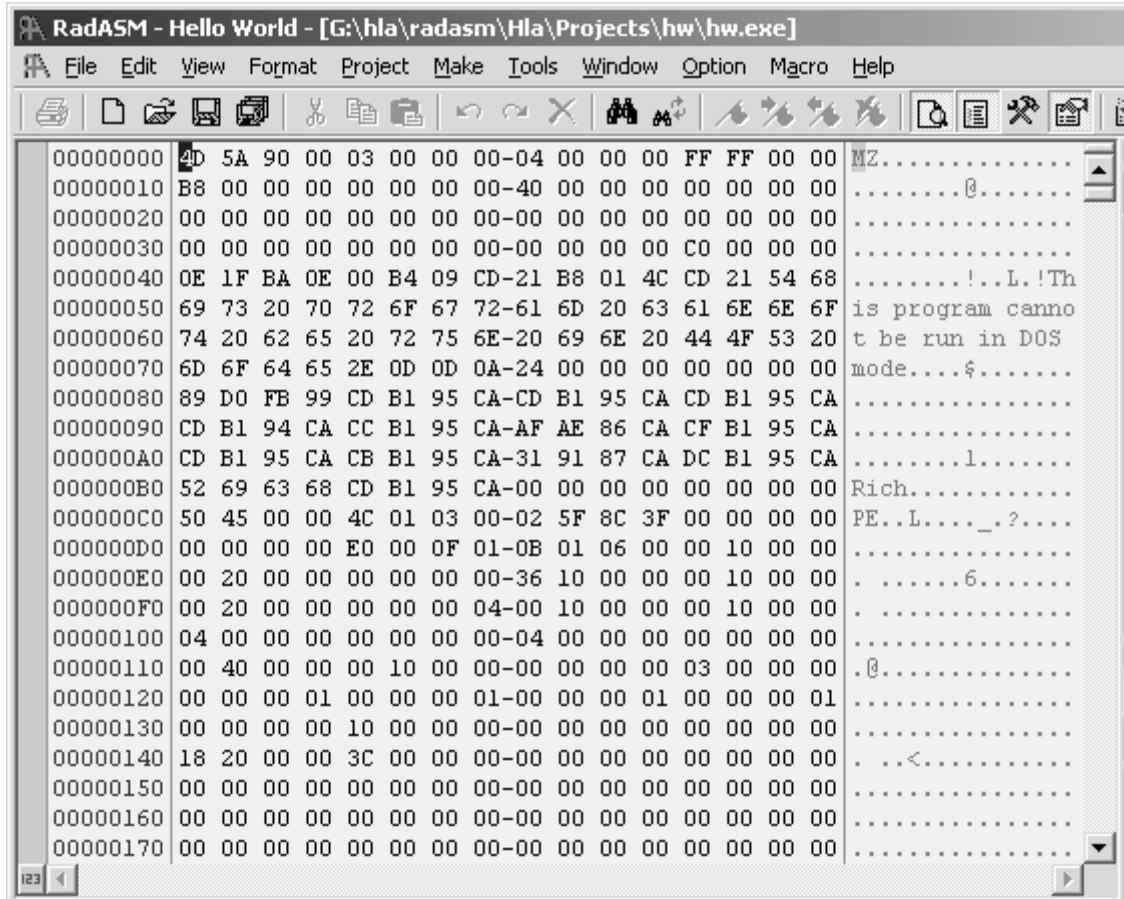 RadASM - Hello World - [G:\hla\radasm\Hla\Projects\hw\hw.exe]
File Edit View Format Project Make Tools Window Option Macro Help
00000000 4D 5A 90 00 03 00 00 00-04 00 00 00 FF FF 00 00 MZ..............
00000010 B8 00 00 00 00 00 00 00-40 00 00 00 00 00 00 00 ........@.......
00000020 00 00 00 00 00 00 00 00-00 00 00 00 00 00 00 00 ................
00000030 00 00 00 00 00 00 00 00-00 00 00 00 C0 00 00 00 ................
00000040 0E 1F BA 0E 00 B4 09 CD-21 B8 01 4C CD 21 54 68 ........!..L.!Th
00000050 69 73 20 70 72 6F 67 72-61 6D 20 63 61 6E 6E 6F is program canno
00000060 74 20 62 65 20 72 75 6E-20 69 6E 20 44 4F 53 20 t be run in DOS
00000070 6D 6F 64 65 2E 0D 0D 0A-24 00 00 00 00 00 00 00 mode....$.......
00000080 89 D0 FB 99 CD B1 95 CA-CD B1 95 CA CD B1 95 CA ................
00000090 CD B1 94 CA CC B1 95 CA-AF AE 86 CA CF B1 95 CA ................
000000A0 CD B1 95 CA CB B1 95 CA-31 91 87 CA DC B1 95 CA ........1.......
000000B0 52 69 63 68 CD B1 95 CA-00 00 00 00 00 00 00 00 Rich............
000000C0 50 45 00 00 4C 01 03 00-02 5F 8C 3F 00 00 00 00 PE..L...._.?....
000000D0 00 00 00 00 E0 00 0F 01-0B 01 06 00 00 10 00 00 ................
000000E0 00 20 00 00 00 00 00 00-36 10 00 00 00 10 00 00 . ......6.......
000000F0 00 20 00 00 00 00 00 04-00 10 00 00 00 10 00 00 . ..............
00000100 04 00 00 00 00 00 00 00-04 00 00 00 00 00 00 00 ................
00000110 00 40 00 00 00 10 00 00-00 00 00 00 03 00 00 00 .@..............
00000120 00 00 00 01 00 00 00 01-00 00 00 01 00 00 00 01 ................
00000130 00 00 00 00 10 00 00 00-00 00 00 00 00 00 00 00 ................
00000140 18 20 00 00 3C 00 00 00-00 00 00 00 00 00 00 00 . ..<...........
00000150 00 00 00 00 00 00 00 00-00 00 00 00 00 00 00 00 ................
00000160 00 00 00 00 00 00 00 00-00 00 00 00 00 00 00 00 ................
00000170 00 00 00 00 00 00 00 00-00 00 00 00 00 00 00 00 ................
123